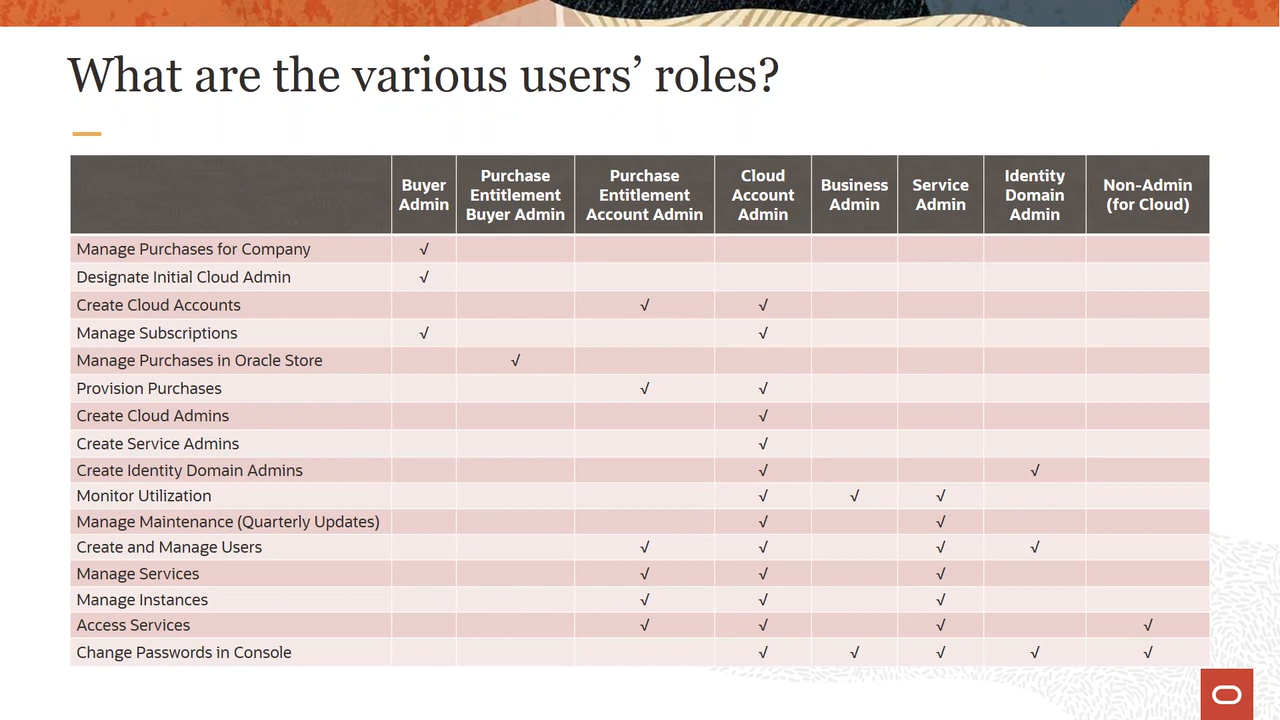 What are the various users’ roles?
Buyer Admin | Purchase Entitlement Buyer Admin | Purchase Entitlement Account Admin | Cloud Account Admin | Business Admin | Service Admin | Identity Domain Admin | Non-Admin (for Cloud)
Manage Purchases for Company | √ | | | | | | |
Designate Initial Cloud Admin | √ | | | | | | |
Create Cloud Accounts | | | √ | √ | | | |
Manage Subscriptions | √ | | | √ | | | |
Manage Purchases in Oracle Store | | √ | | | | | |
Provision Purchases | | | √ | √ | | | |
Create Cloud Admins | | | | √ | | | |
Create Service Admins | | | | √ | | | |
Create Identity Domain Admins | | | | √ | | | √ |
Monitor Utilization | | | | √ | √ | √ | |
Manage Maintenance (Quarterly Updates) | | | | √ | | √ | |
Create and Manage Users | | | √ | √ | | √ | √ |
Manage Services | | | √ | √ | | √ | |
Manage Instances | | | √ | √ | | √ | |
Access Services | | | √ | √ | | √ | | √
Change Passwords in Console | | | | √ | √ | √ | √ | √